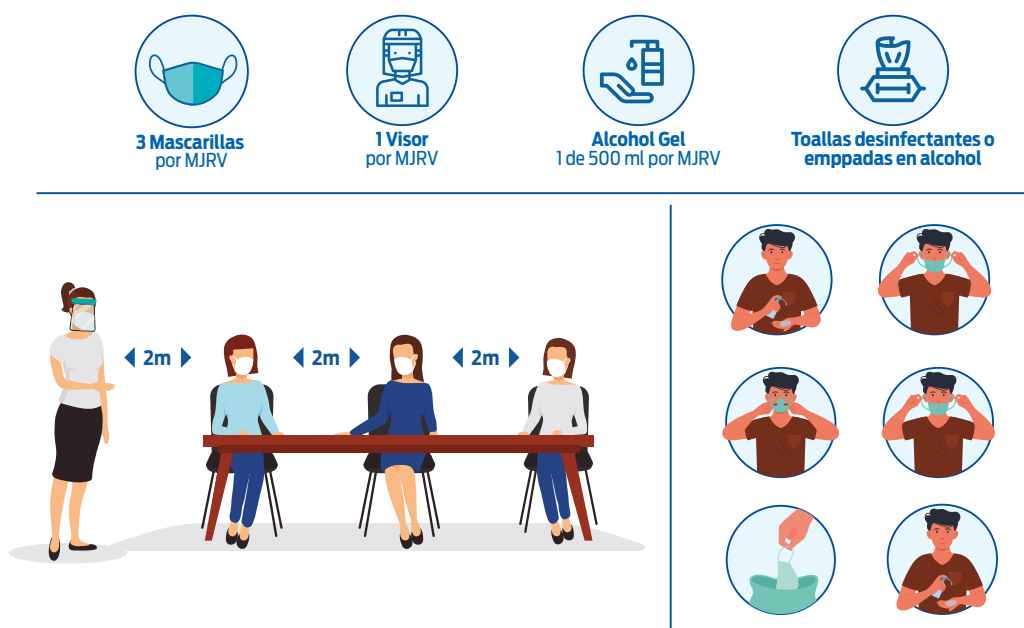 3 Mascarillas
por MJRV
1 Visor
por MJRV
Alcohol Gel
1 de 500 ml por MJRV
Toallas desinfectantes o
emppadas en alcohol
2m
2m
2m